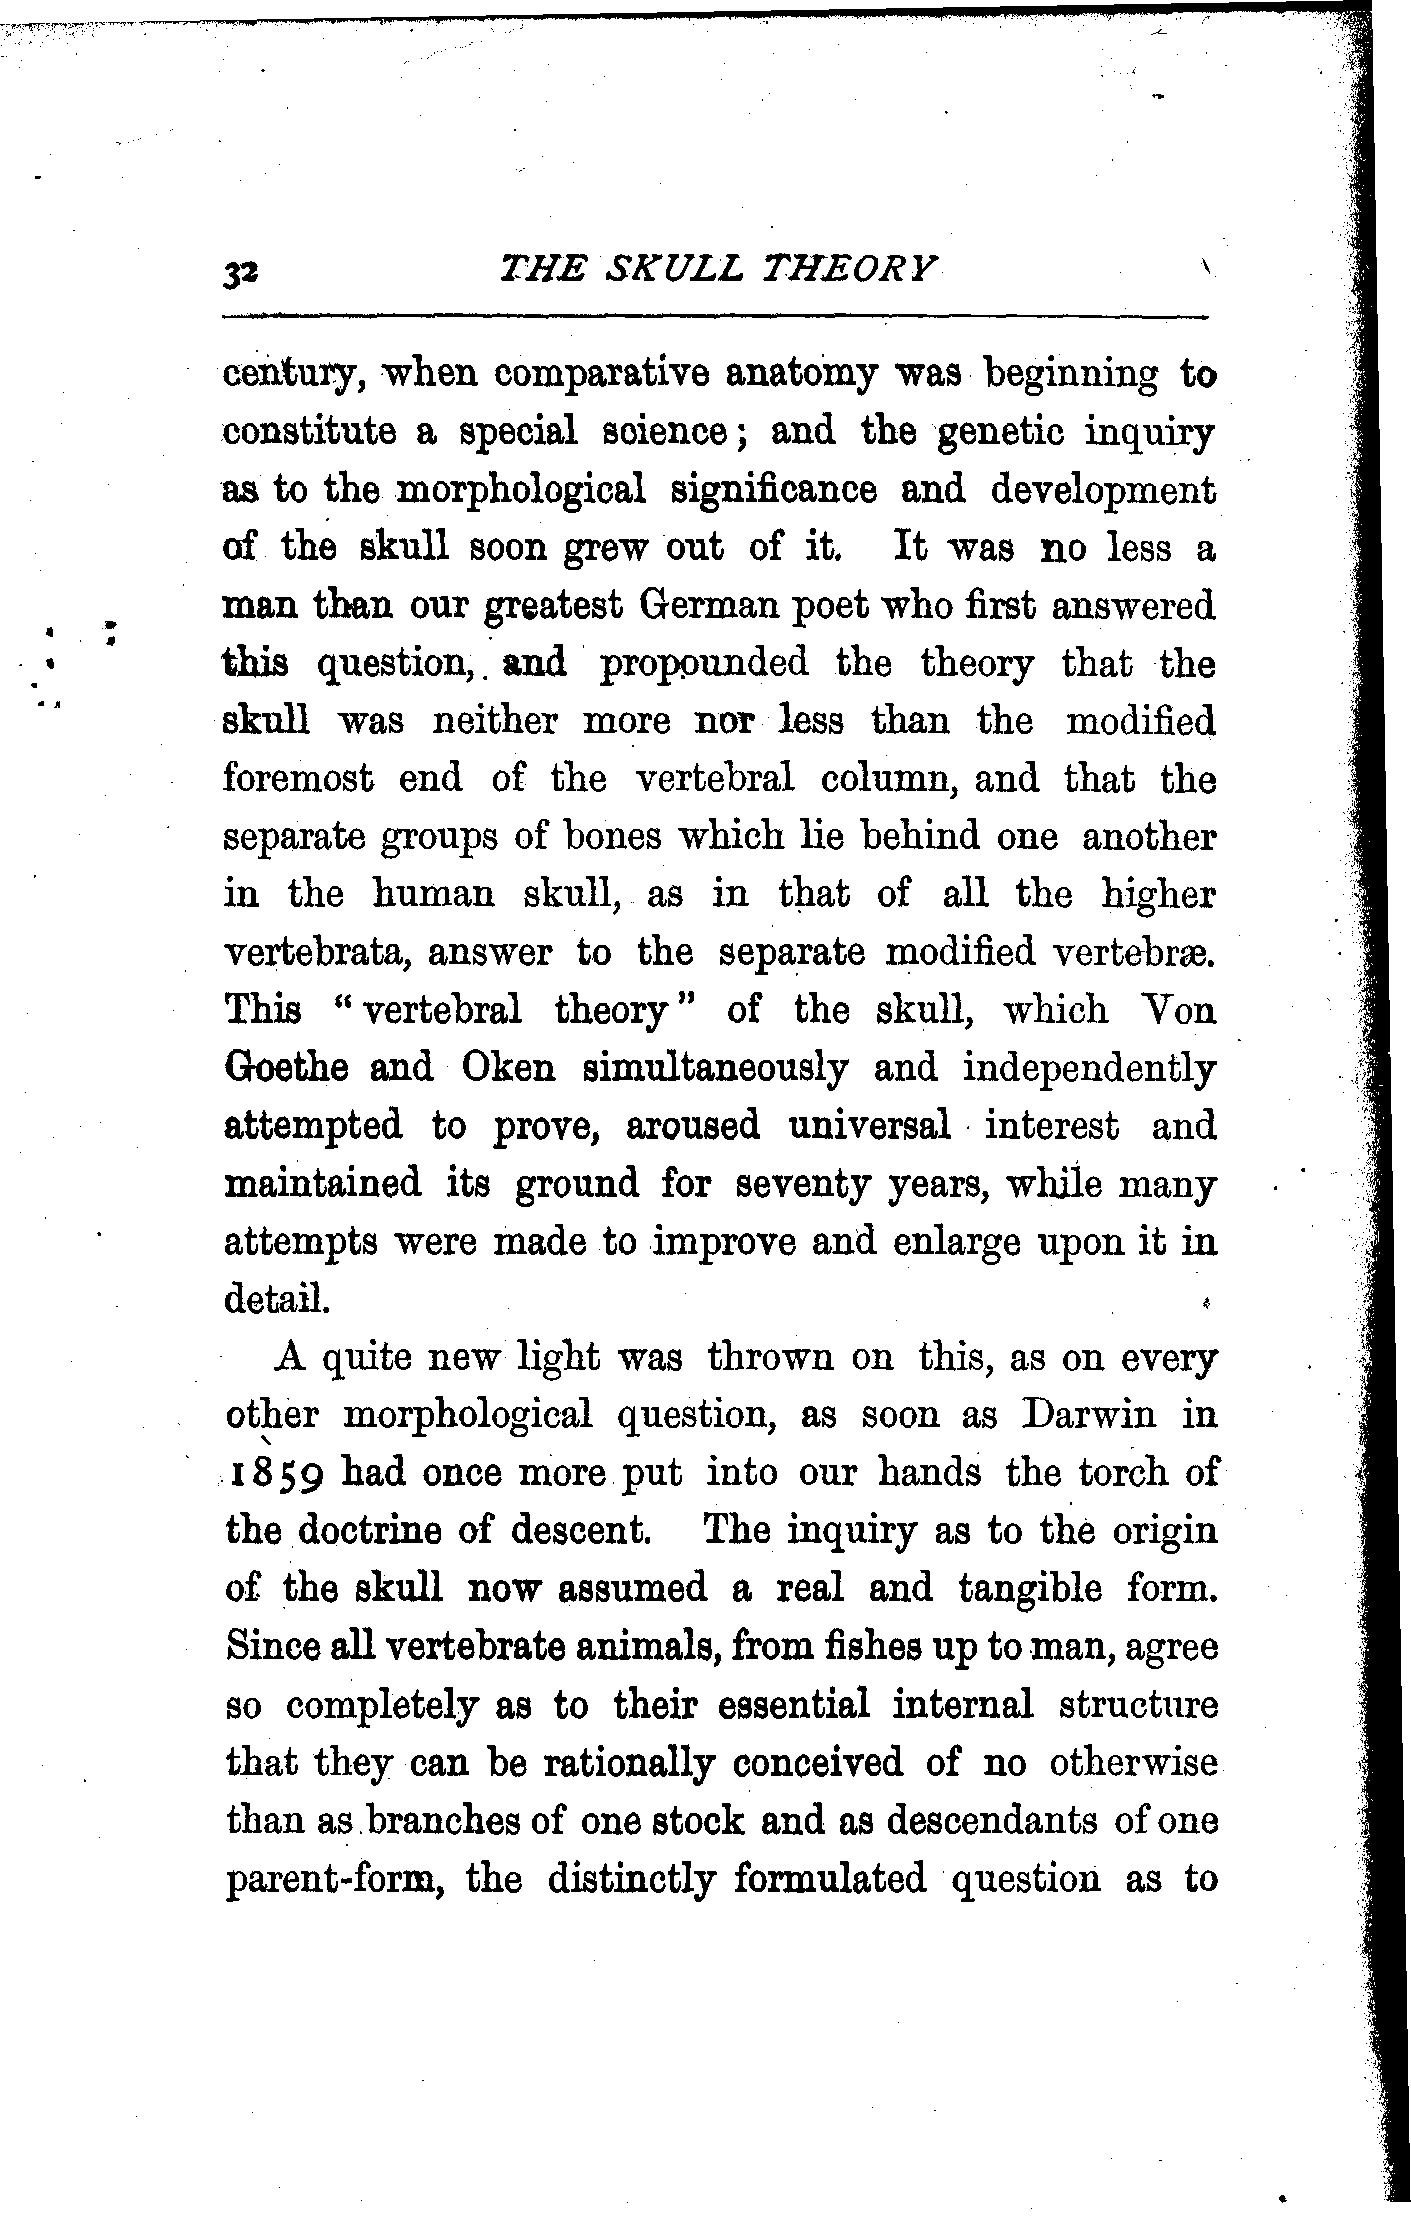 32 THE SKULL THEORY
century, when comparative anatomy was beginning to
constitute a special science; and the genetic inquiry
as to the morphological significance and development
of the skull soon grew out of it. It was no less a
man than our greatest German poet who first answered
this question, and propounded the theory that the
skull was neither more nor less than the modified
foremost end of the vertebral column, and that the
separate groups of bones which lie behind one another
in the human skull, as in that of all the higher
vertebrata, answer to the separate modified vertebræ.
This “vertebral theory” of the skull, which Von
Goethe and Oken simultaneously and independently
attempted to prove, aroused universal interest and
maintained its ground for seventy years, while many
attempts were made to improve and enlarge upon it in
detail.
A quite new light was thrown on this, as on every
other morphological question, as soon as Darwin in
1859 had once more put into our hands the torch of
the doctrine of descent. The inquiry as to the origin
of the skull now assumed a real and tangible form.
Since all vertebrate animals, from fishes up to man, agree
so completely as to their essential internal structure
that they can be rationally conceived of no otherwise
than as branches of one stock and as descendants of one
parent-form, the distinctly formulated question as to